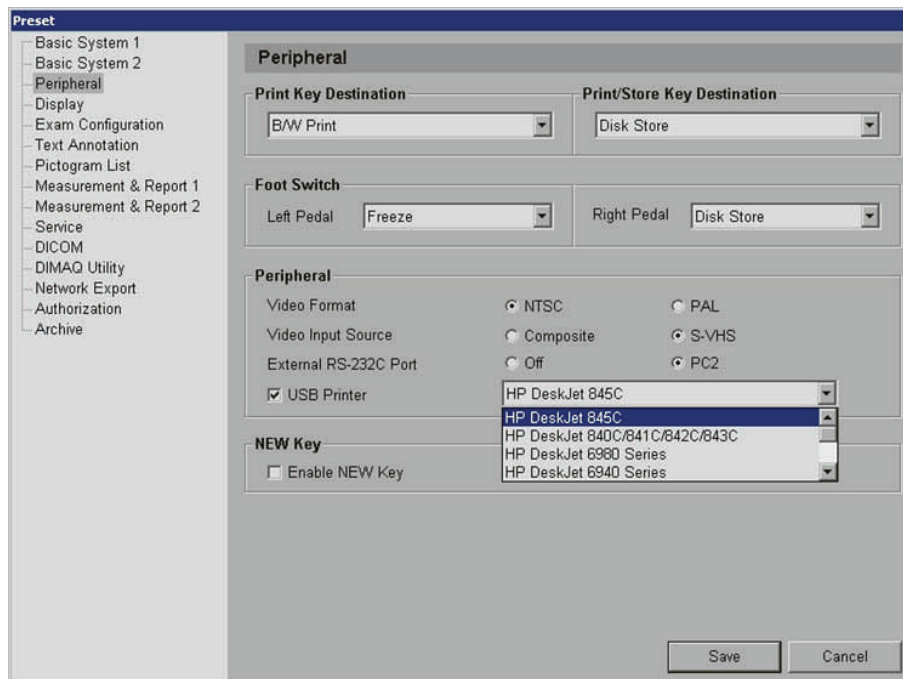 Preset
Basic System 1
Basic System 2
Peripheral
Display
Exam Configuration
Text Annotation
Pictogram List
Measurement & Report 1
Measurement & Report 2
Service
DICOM
DIMAQ Utility
Network Export
Authorization
Archive
Peripheral
Print Key Destination
B/W Print
Print/Store Key Destination
Disk Store
Foot Switch
Left Pedal Freeze
Right Pedal Disk Store
Peripheral
Video Format NTSC PAL
Video Input Source Composite S-VHS
External RS-232C Port Off PC2
USB Printer HP DeskJet 845C
HP DeskJet 845C
HP DeskJet 840C/841C/842C/843C
HP DeskJet 6980 Series
HP DeskJet 6940 Series
NEW Key
Enable NEW Key
Save Cancel